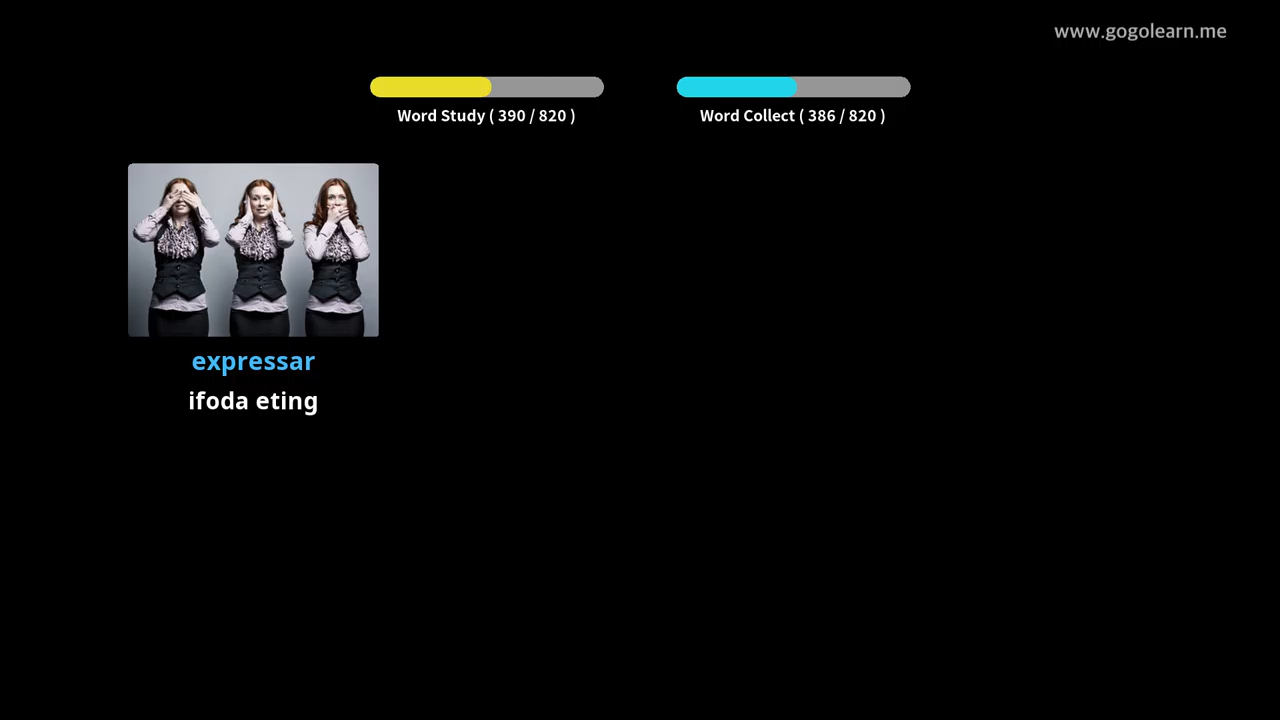 www.gogolearn.me
Word Study ( 390 / 820 )
Word Collect ( 386 / 820 )
expressar
ifoda eting